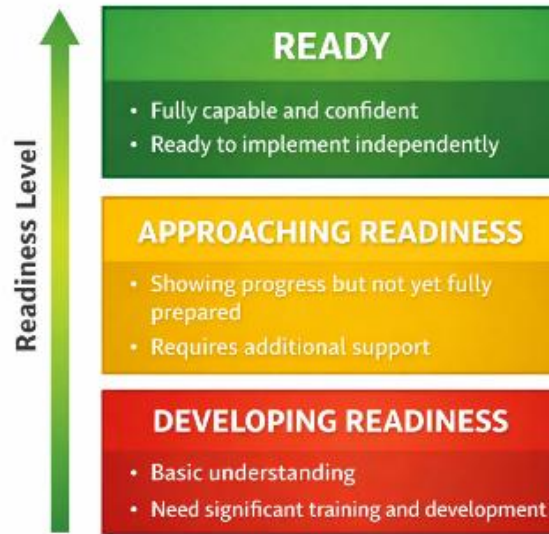 Readiness Level
READY
• Fully capable and confident
• Ready to implement independently
APPROACHING READINESS
• Showing progress but not yet fully
prepared
• Requires additional support
DEVELOPING READINESS
• Basic understanding
• Need significant training and development